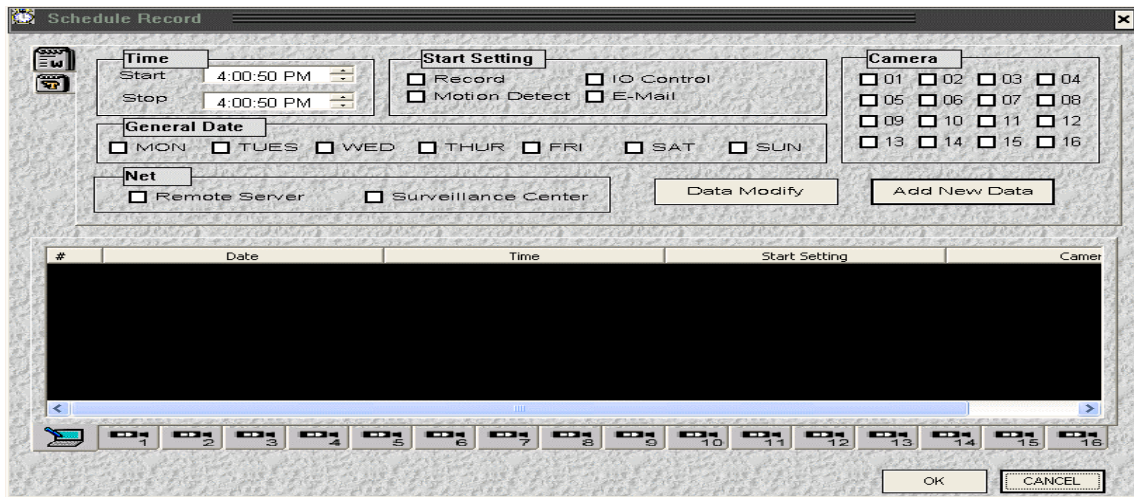 Schedule Record
Time
Start 4:00:50 PM
Stop 4:00:50 PM
Start Setting
Record IO Control
Motion Detect E-Mail
Camera
01 02 03 04
05 06 07 08
09 10 11 12
13 14 15 16
General Date
MON TUES WED THUR FRI SAT SUN
Net
Remote Server Surveillance Center
Data Modify Add New Data
# Date Time Start Setting Camer
1 2 3 4 5 6 7 8 9 10 11 12 13 14 15 16
OK CANCEL